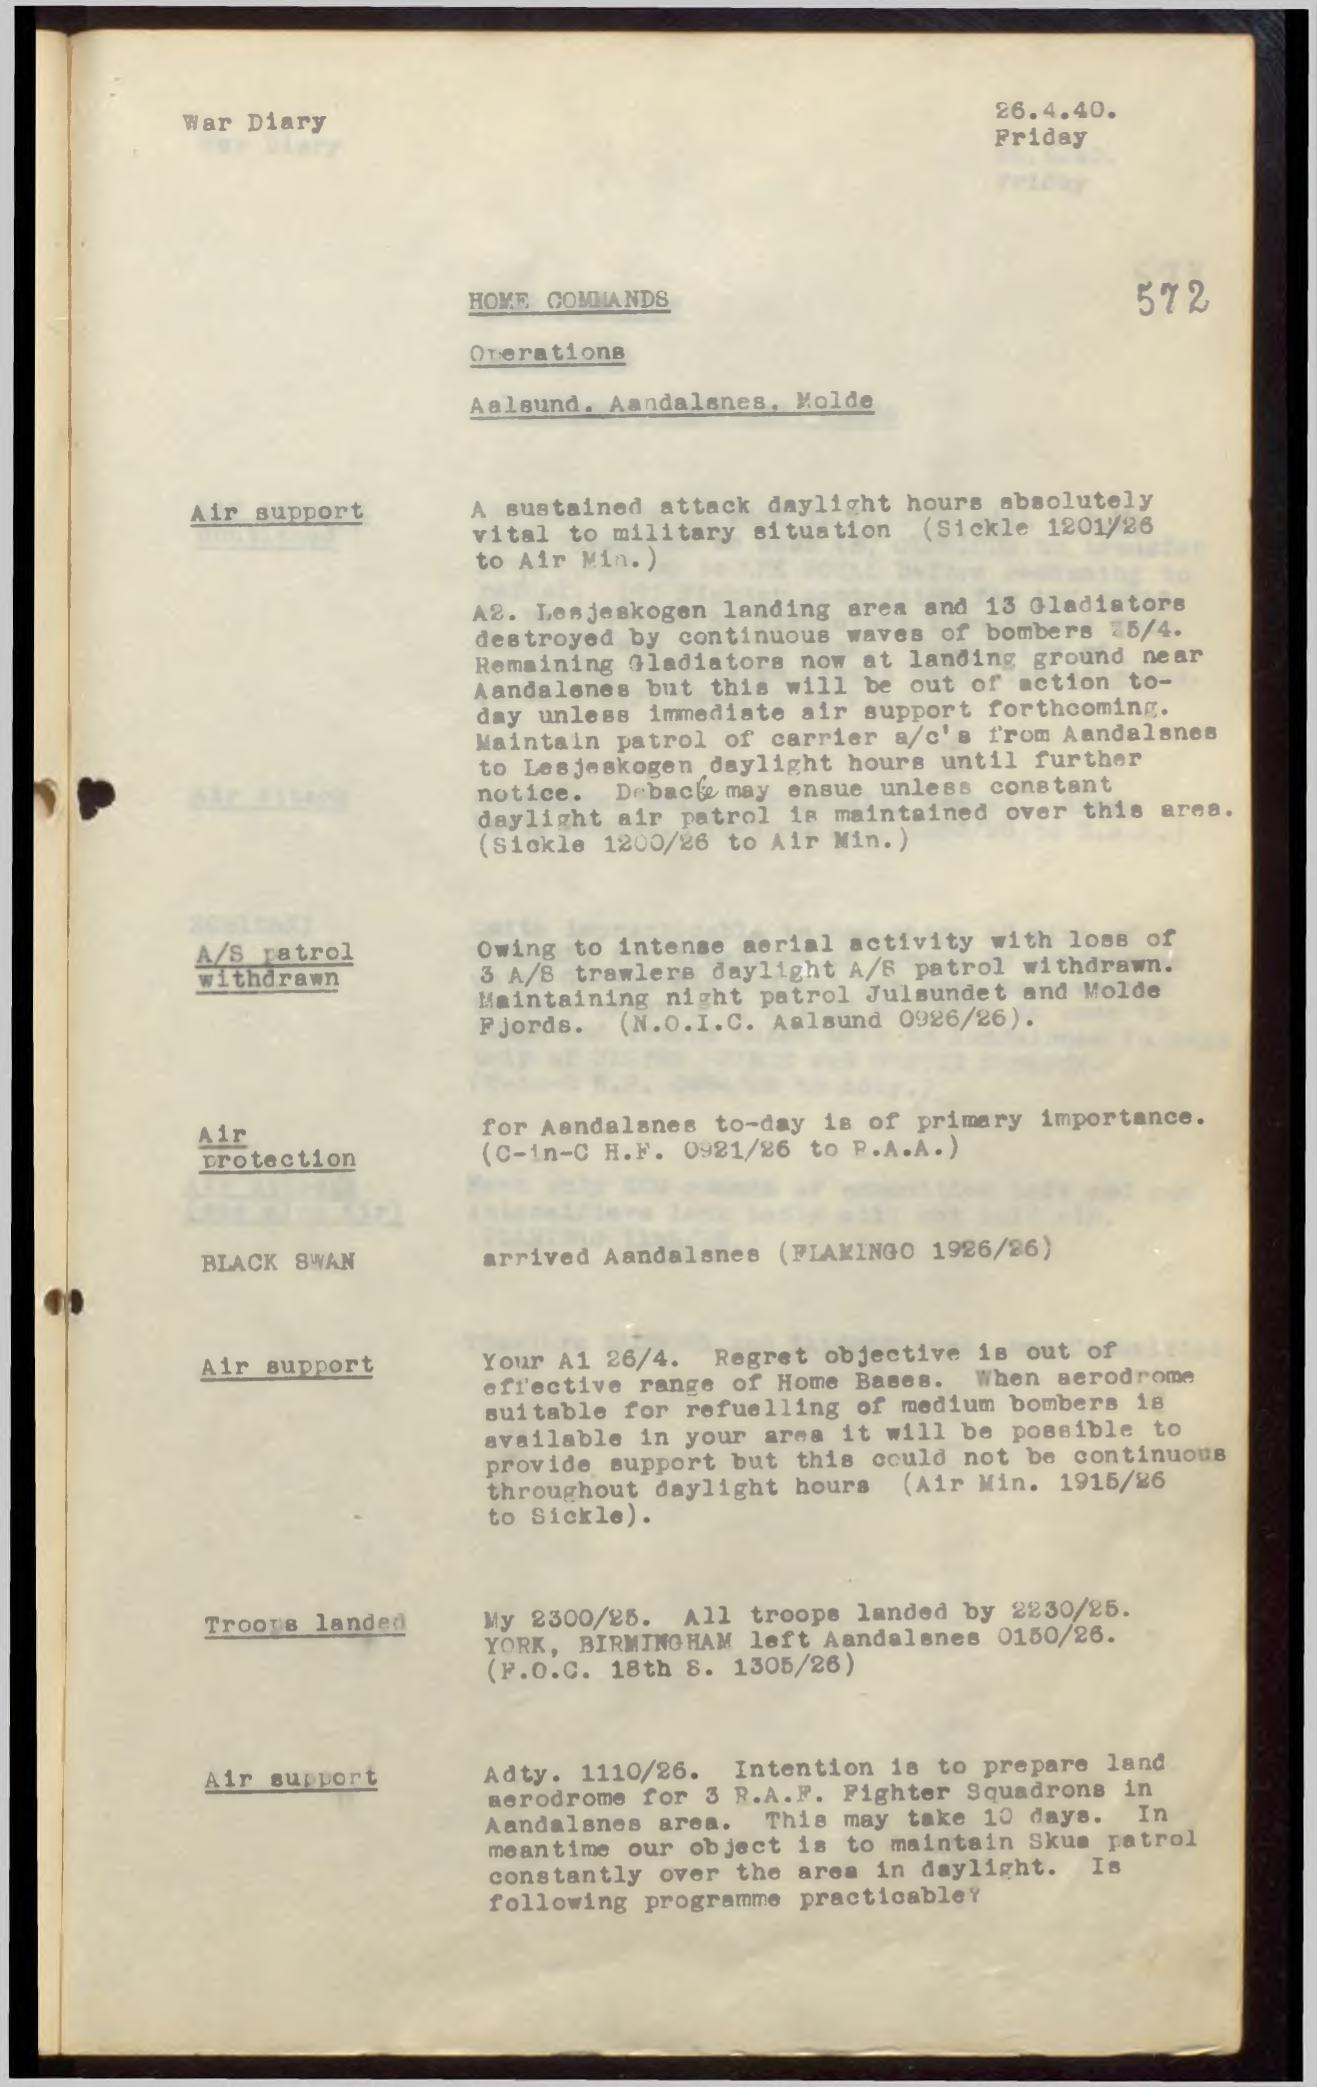 War Diary
26.4.40.
Friday
572
HOME COMMANDS
Operations
Aalsund. Aandalsnes. Molde
Air support
A sustained attack daylight hours absolutely
vital to military situation (Sickle 1201/26
to Air Min.)
A2. Lesjeskogen landing area and 13 Gladiators
destroyed by continuous waves of bombers 25/4.
Remaining Gladiators now at landing ground near
Aandalsnes but this will be out of action to-
day unless immediate air support forthcoming.
Maintain patrol of carrier a/c's from Aandalsnes
to Lesjeskogen daylight hours until further
notice. Debacle may ensue unless constant
daylight air patrol is maintained over this area.
(Sickle 1200/26 to Air Min.)
A/S patrol
withdrawn
Owing to intense aerial activity with loss of
3 A/S trawlers daylight A/S patrol withdrawn.
Maintaining night patrol Julsundet and Molde
Fjords. (N.O.I.C. Aalsund 0926/26).
Air
protection
for Aandalsnes to-day is of primary importance.
(C-in-C H.F. 0921/26 to R.A.A.)
BLACK SWAN
arrived Aandalsnes (FLAMINGO 1926/26)
Air support
Your A1 26/4. Regret objective is out of
effective range of Home Bases. When aerodrome
suitable for refuelling of medium bombers is
available in your area it will be possible to
provide support but this could not be continuous
throughout daylight hours (Air Min. 1915/26
to Sickle).
Troops landed
My 2300/25. All troops landed by 2230/25.
YORK, BIRMINGHAM left Aandalsnes 0150/26.
(F.O.C. 18th S. 1305/26)
Air support
Adty. 1110/26. Intention is to prepare land
aerodrome for 3 R.A.F. Fighter Squadrons in
Aandalsnes area. This may take 10 days. In
meantime our object is to maintain Skua patrol
constantly over the area in daylight. Is
following programme practicable?